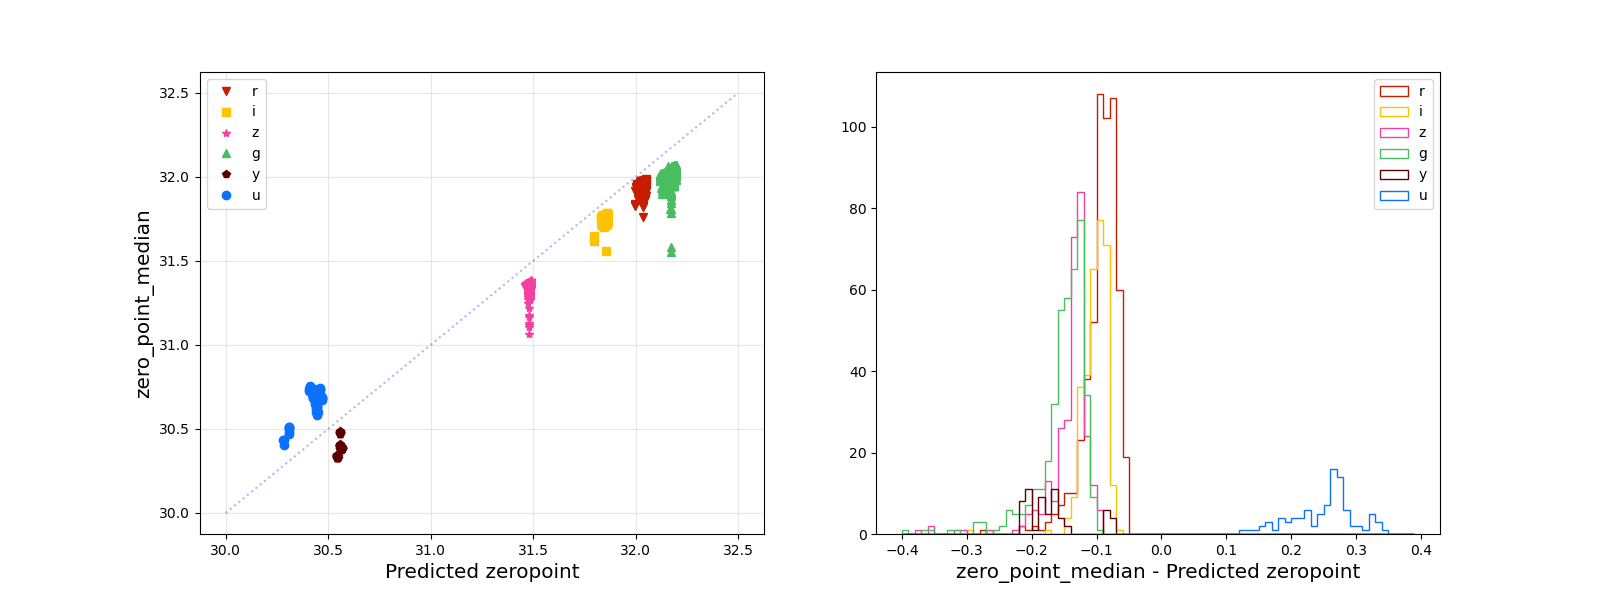 32.5
32.0
31.5
31.0
30.5
30.0
zero_point_median
r
i
z
g
y
u
30.0 30.5 31.0 31.5 32.0 32.5
Predicted zeropoint
100
80
60
40
20
0
r
i
z
g
y
u
−0.4 −0.3 −0.2 −0.1 0.0 0.1 0.2 0.3 0.4
zero_point_median - Predicted zeropoint